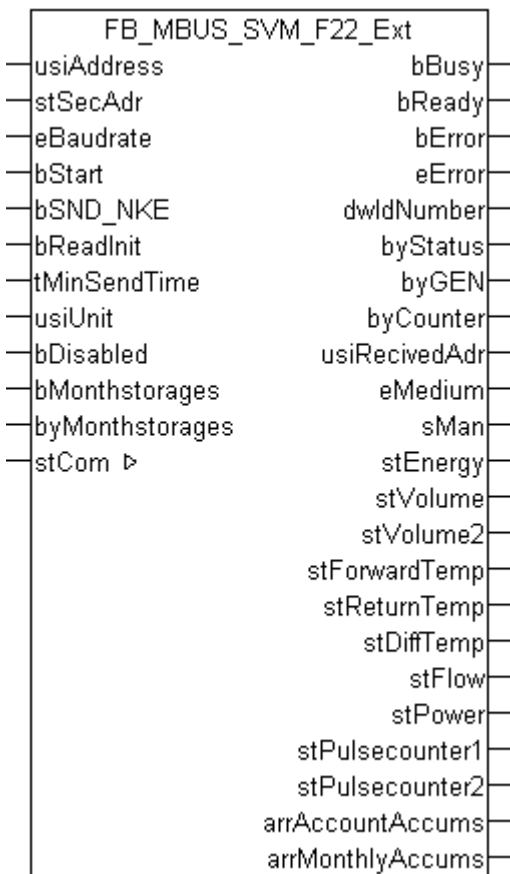 FB_MBUS_SVM_F22_Ext
usiAddress bBusy
stSecAdr bReady
eBaudrate bError
bStart eError
bSND_NKE dwIdNumber
bReadInit byStatus
tMinSendTime byGEN
usiUnit byCounter
bDisabled usiRecivedAdr
bMonthstorages eMedium
byMonthstorages sMan
stCom ▷ stEnergy
stVolume
stVolume2
stForwardTemp
stReturnTemp
stDiffTemp
stFlow
stPower
stPulsecounter1
stPulsecounter2
arrAccountAccums
arrMonthlyAccums